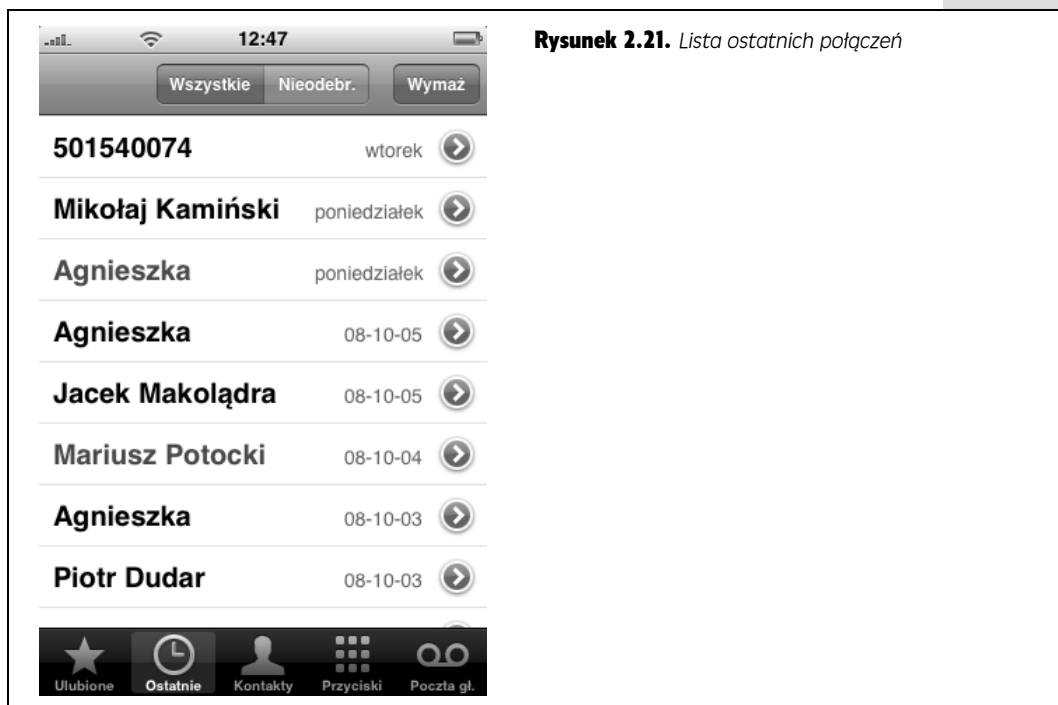 12:47
Rysunek 2.21. Lista ostatnich połączeń
Wszystkie Nieodebr. Wymaż
501540074 wtorek
Mikołaj Kamiński poniedziałek
Agnieszka poniedziałek
Agnieszka 08-10-05
Jacek Makolądra 08-10-05
Mariusz Potocki 08-10-04
Agnieszka 08-10-03
Piotr Dudar 08-10-03
Ulubione Ostatnie Kontakty Przyciski Poczta gł.